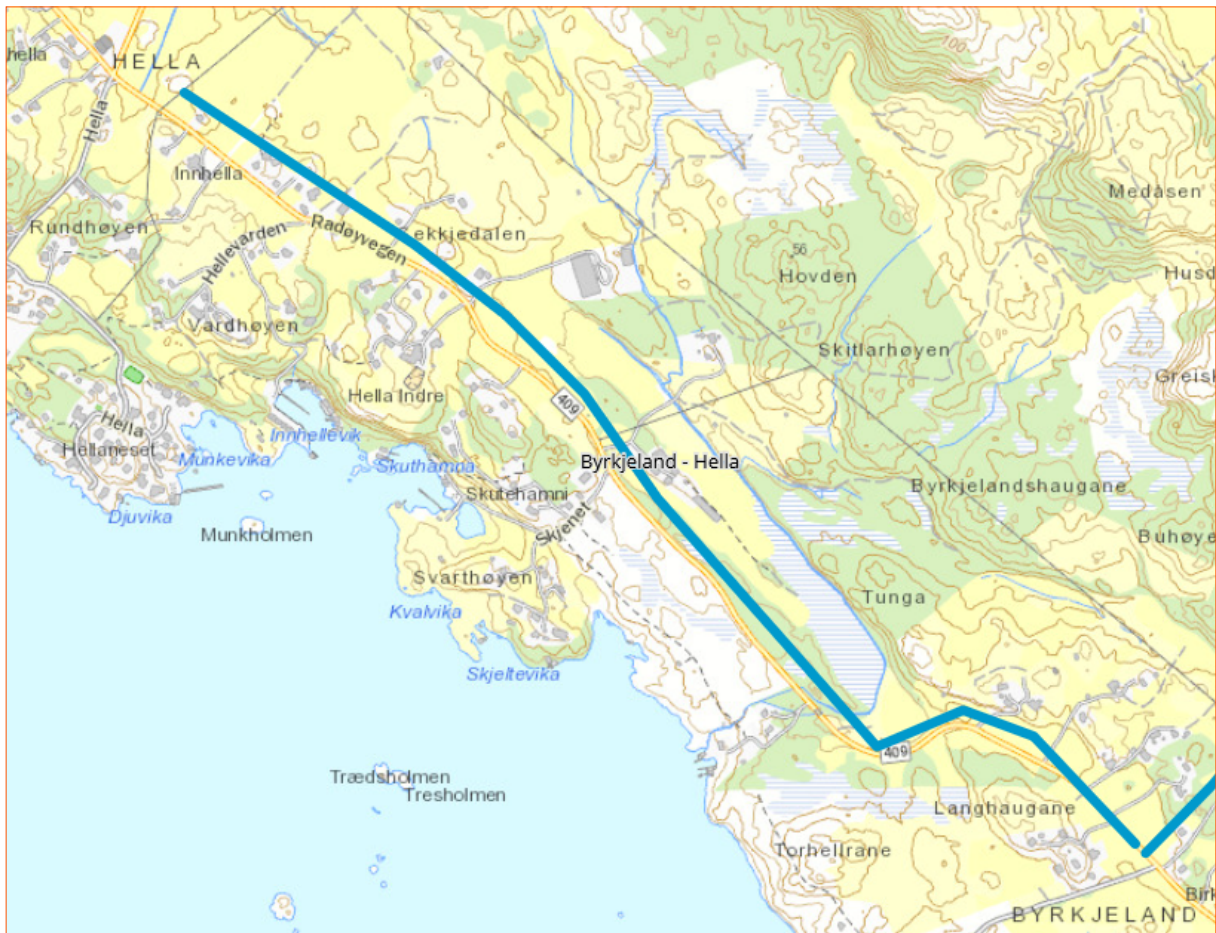 hella
HELLA
100
Hella
Innhella
Medåsen
Rundhøyen
Radøyvegen
ekkjedalen
Hellevarden
56
Hovden
Husd
Vardhøyen
Skitlarhøyen
Greisk
Hella Indre
409
Hella
Hellaneset
Innhellevik
Munkevika
Skuthamna
Byrkjeland - Hella
Skutehamni
Byrkjelandshaugane
Djuvika
Munkholmen
Skjenet
Buhøye
Svarthøyen
Tunga
Kvalvika
Skjeltevika
409
Trædsholmen
Tresholmen
Langhaugane
Torhellrane
Birk
BYRKJELAND